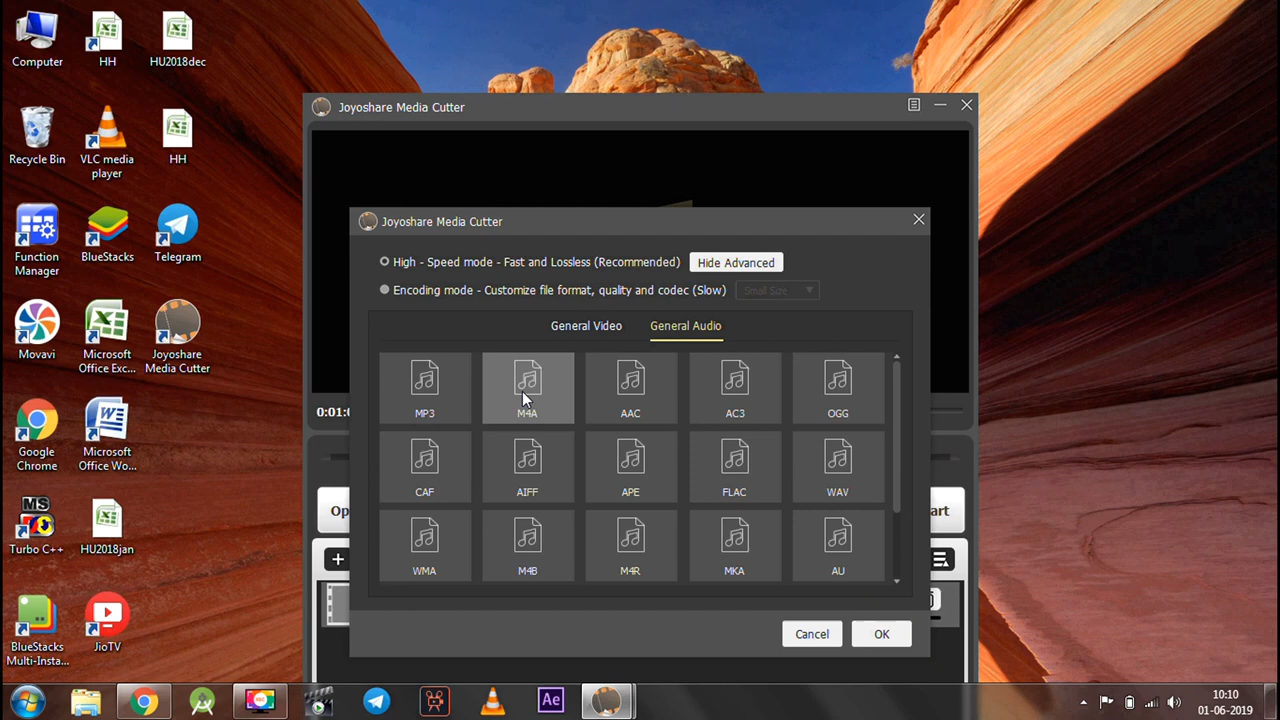 Computer
HH
HU2018dec
Recycle Bin
VLC media
player
HH
Function
Manager
BlueStacks
Telegram
Movavi
Microsoft
Office Exc...
Joyoshare
Media Cutter
Google
Chrome
Microsoft
Office Wo...
MS
Turbo C++
HU2018jan
BlueStacks
Multi-Insta...
JioTV
Joyoshare Media Cutter
0:01:0
Op
art
Joyoshare Media Cutter
High - Speed mode - Fast and Lossless (Recommended)
Hide Advanced
Encoding mode - Customize file format, quality and codec (Slow)
Small Size
General Video
General Audio
MP3
M4A
AAC
AC3
OGG
CAF
AIFF
APE
FLAC
WAV
WMA
M4B
M4R
MKA
AU
Cancel
OK
Ae
10:10
01-06-2019